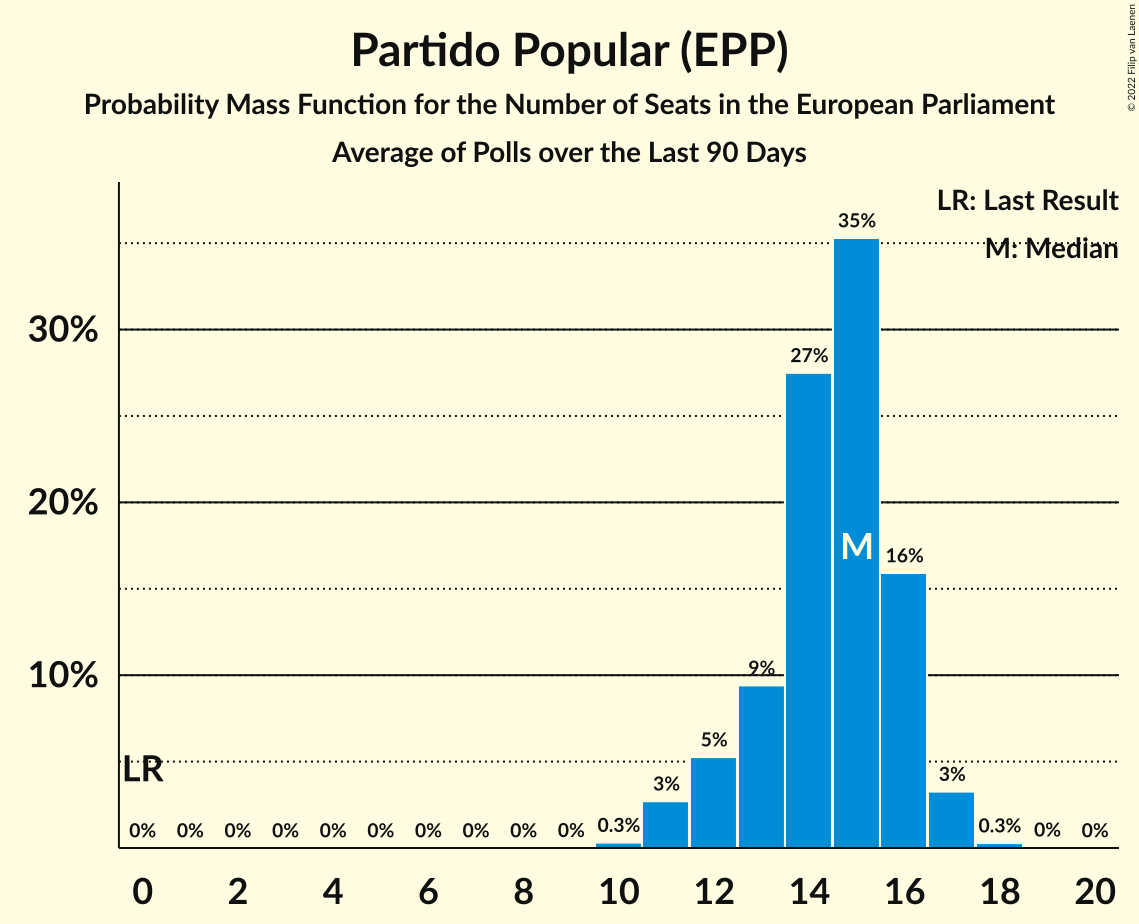 Partido Popular (EPP)
Probability Mass Function for the Number of Seats in the European Parliament
Average of Polls over the Last 90 Days
© 2022 Filip van Laenen
LR: Last Result
M: Median
35%
30%
27%
20%
M
16%
10%
9%
5%
LR
3%
3%
0% 0% 0% 0% 0% 0% 0% 0% 0% 0% 0.3% 0.3% 0% 0%
0 2 4 6 8 10 12 14 16 18 20